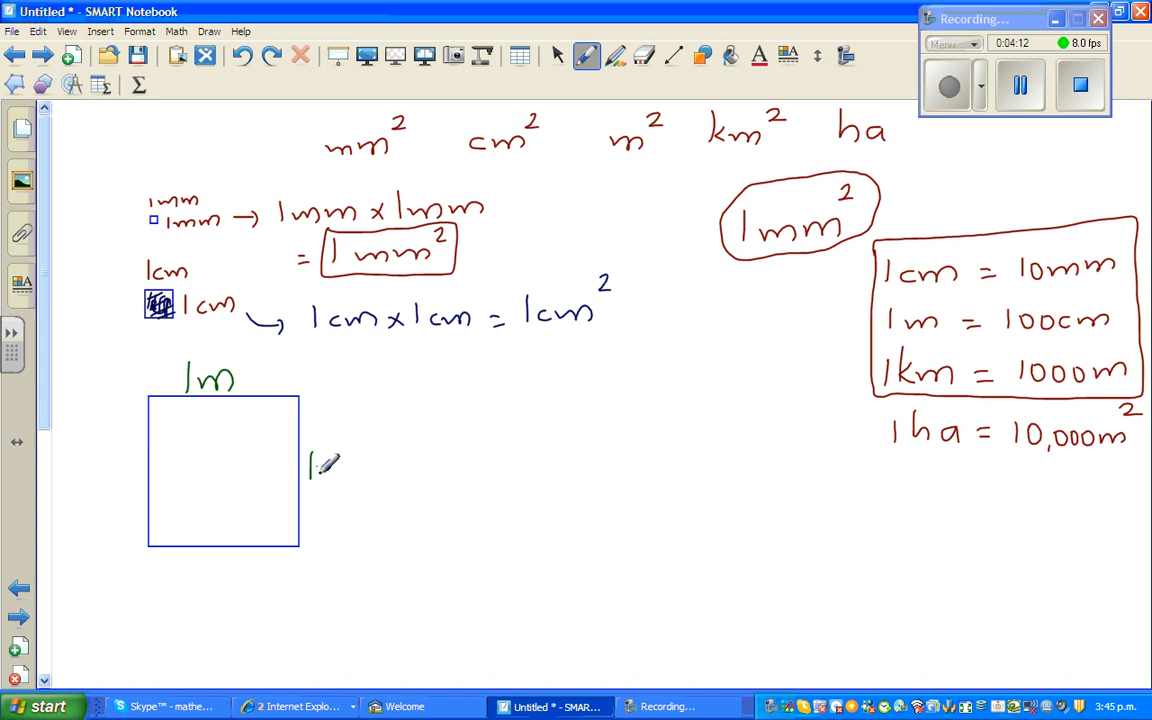 Untitled * - SMART Notebook
Recording...
File Edit View Insert Format Math Draw Help
Menu 0:04:12 8.0 fps
mm² cm² m² km² ha
1mm
1mm → 1mm x 1mm
= 1 mm²
1mm²
1cm
1cm → 1cm x 1cm = 1cm²
1cm = 10mm
1m = 100cm
1km = 1000m
1ha = 10,000m²
1m
1
start Skype™ - mathe... 2 Internet Explo... Welcome Untitled * - SMAR... Recording... 3:45 p.m.